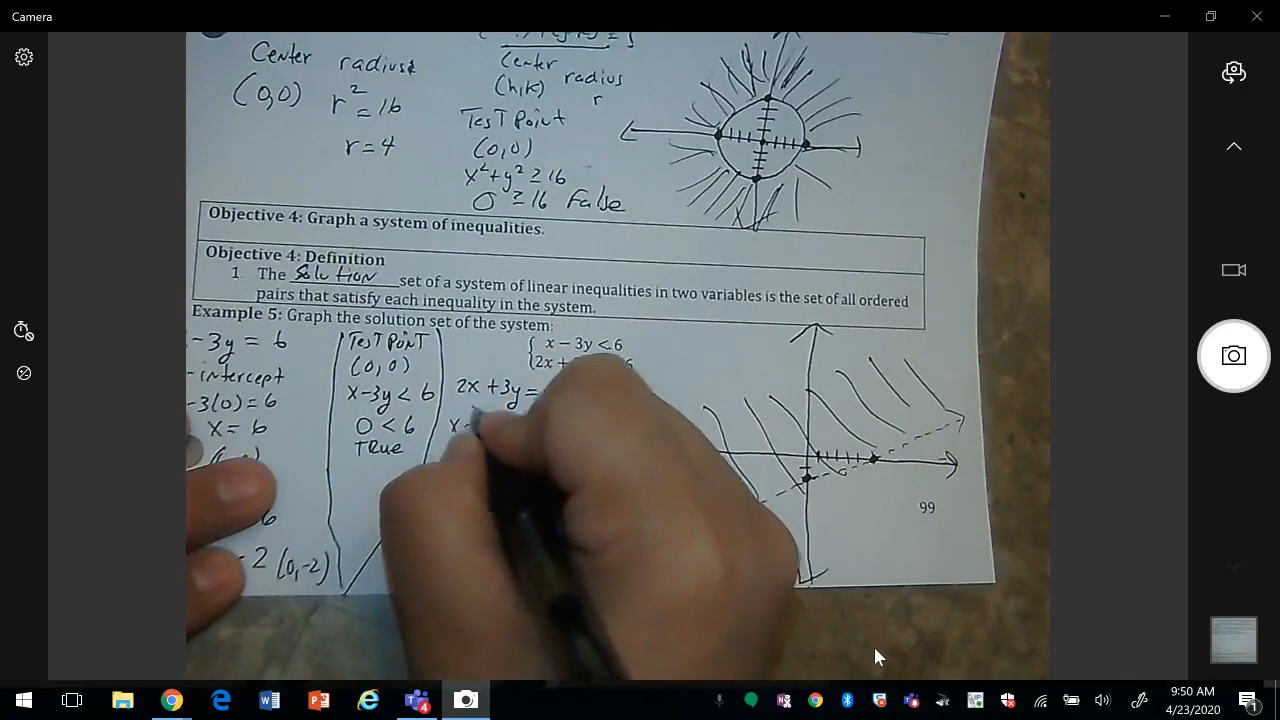 Camera
Center radius
(0,0) r² = 16
r = 4
Center radius
(h,k) r
Test Point
(0,0)
x²+y² ≥ 16
0 ≥ 16 False
Objective 4: Graph a system of inequalities.
Objective 4: Definition
1. The Solution set of a system of linear inequalities in two variables is the set of all ordered
pairs that satisfy each inequality in the system.
Example 5: Graph the solution set of the system:
x – 3y < 6
2x +
-3y = 6
-intercept
-3(0) = 6
x = 6
6
-2 (0,-2)
Test Point
(0,0)
x-3y < 6
0 < 6
True
2x +3y =
x-
99
4
9:50 AM
4/23/2020
1